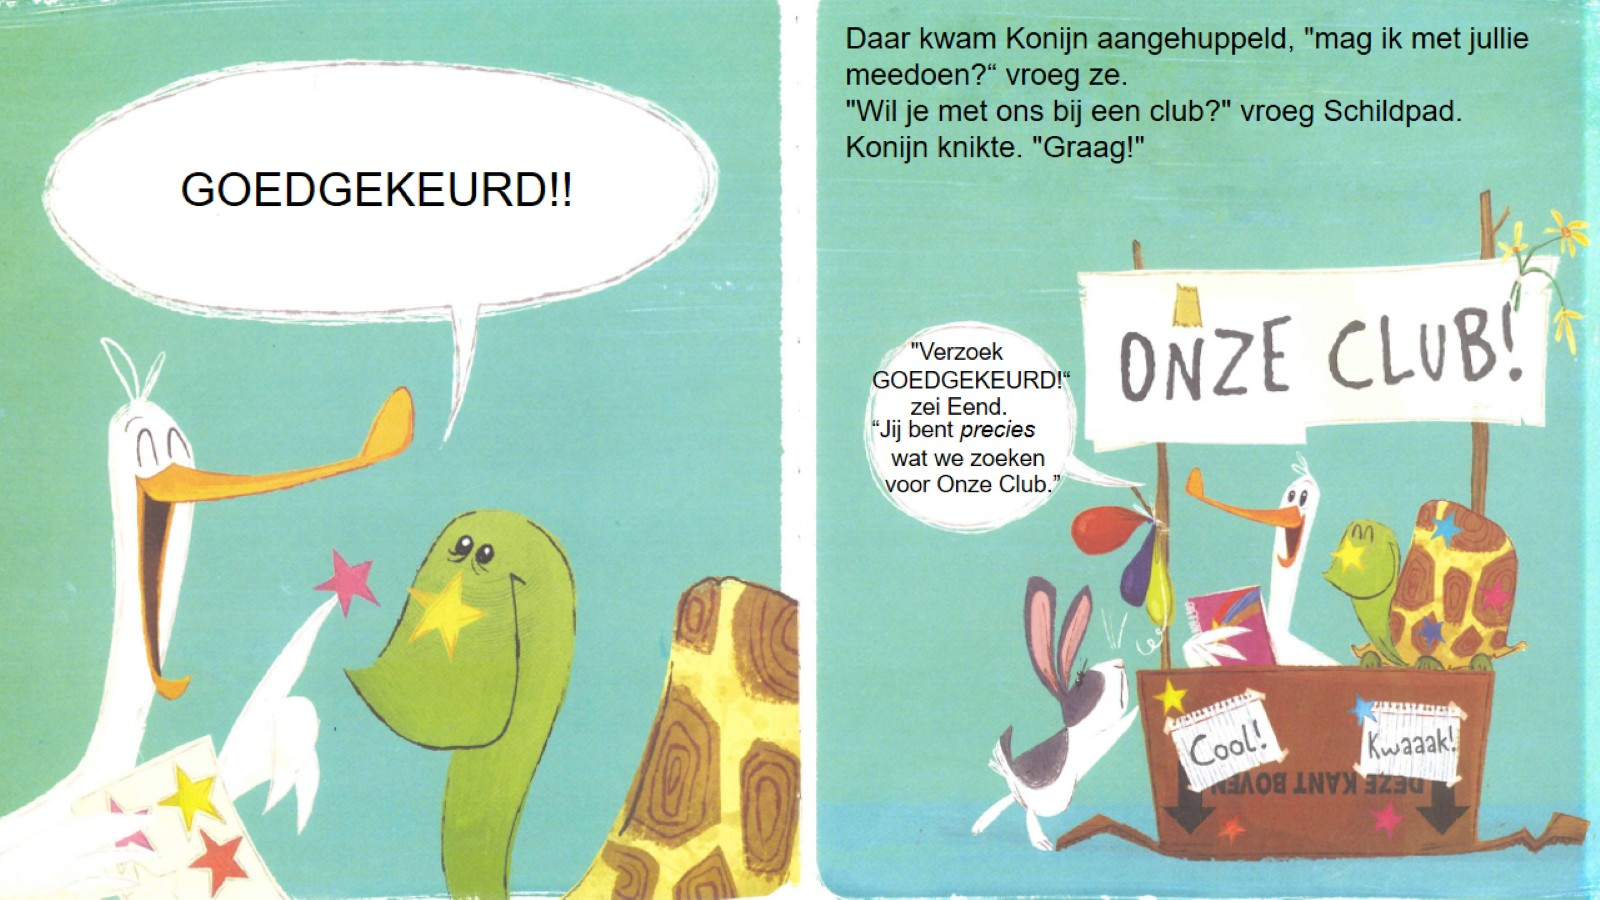 GOEDGEKEURD!!
Daar kwam Konijn aangehuppeld, "mag ik met jullie
meedoen?“ vroeg ze.
"Wil je met ons bij een club?" vroeg Schildpad.
Konijn knikte. "Graag!"
ONZE CLUB!
"Verzoek
GOEDGEKEURD!“
zei Eend.
“Jij bent precies
wat we zoeken
voor Onze Club.”
Cool!
Kwaaak!
DEZE KANT BOVEN